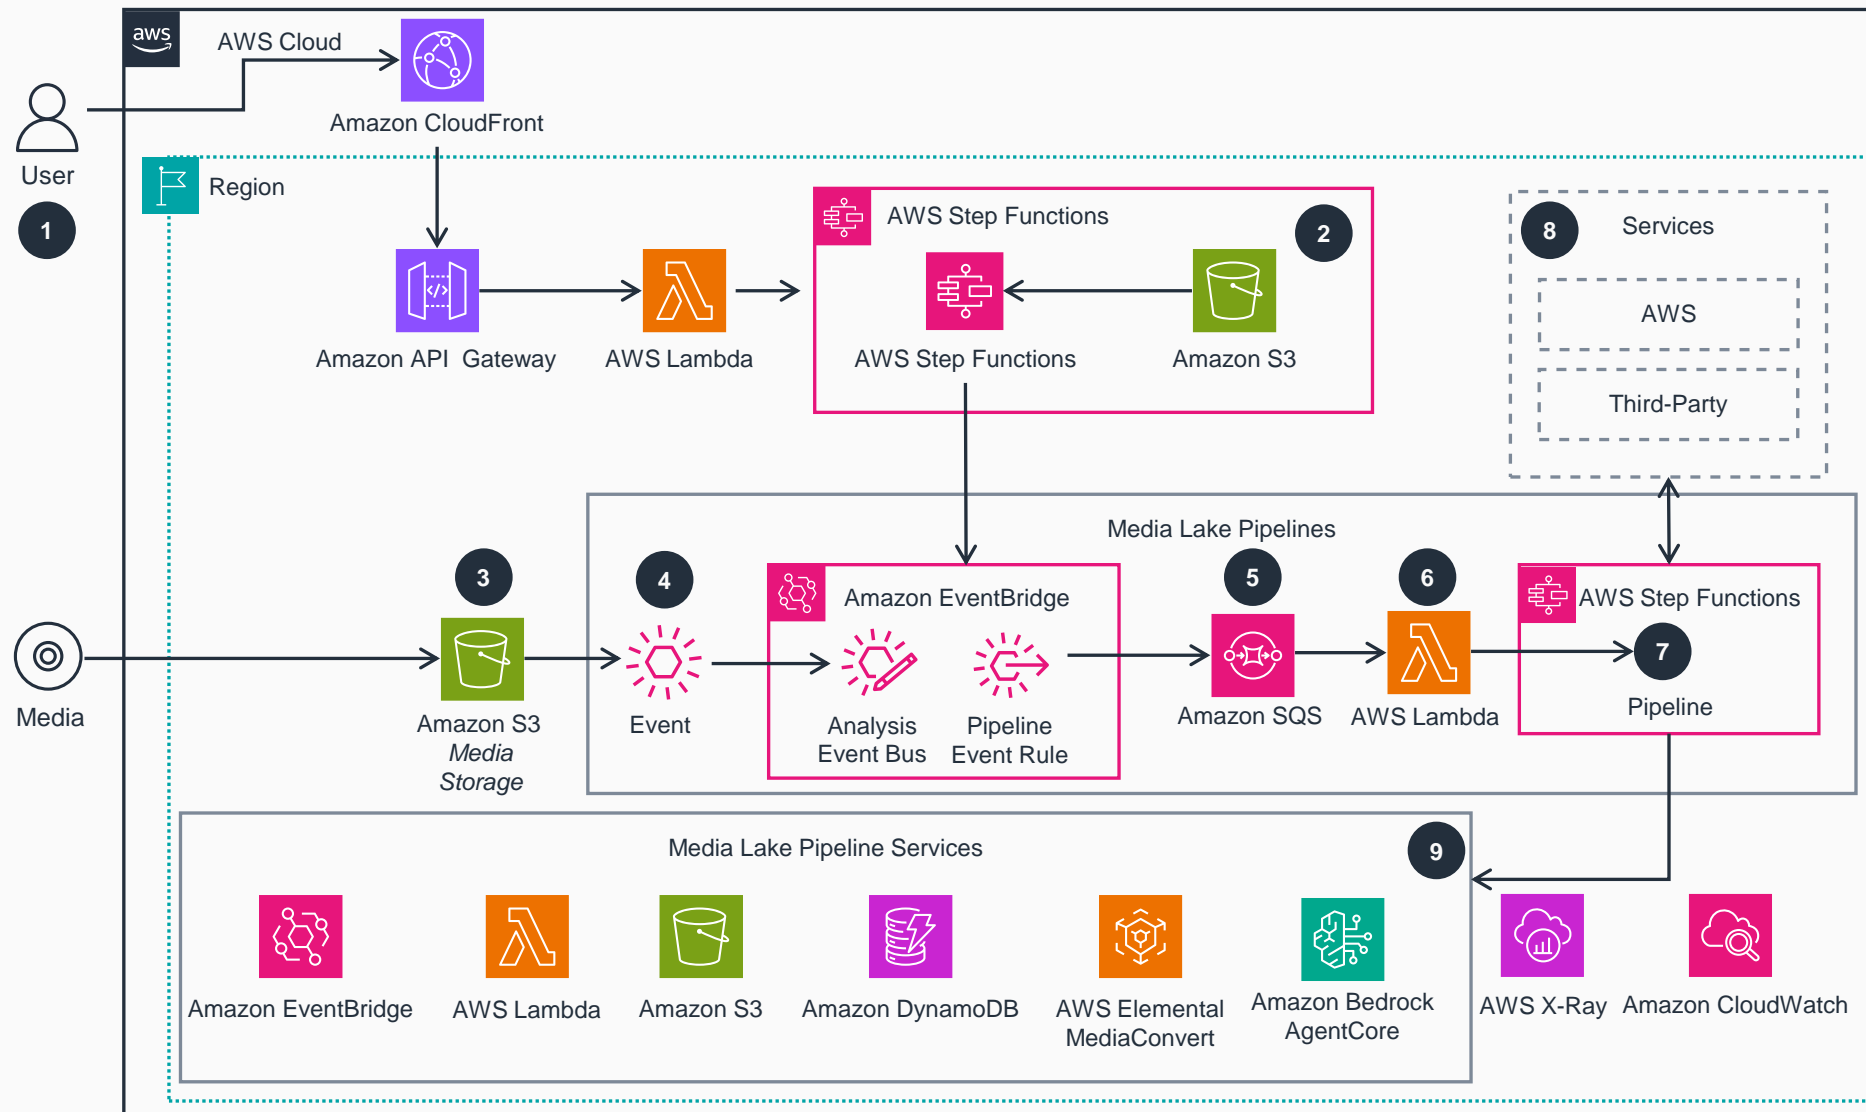 aws
AWS Cloud
Amazon CloudFront
User
1
Region
Amazon API Gateway
AWS Lambda
AWS Step Functions
2
AWS Step Functions
Amazon S3
8
Services
AWS
Third-Party
Media Lake Pipelines
3
4
5
6
Amazon EventBridge
AWS Step Functions
7
Media
Amazon S3
Media
Storage
Event
Analysis
Event Bus
Pipeline
Event Rule
Amazon SQS
AWS Lambda
Pipeline
Media Lake Pipeline Services
9
Amazon EventBridge
AWS Lambda
Amazon S3
Amazon DynamoDB
AWS Elemental
MediaConvert
Amazon Bedrock
AgentCore
AWS X-Ray
Amazon CloudWatch